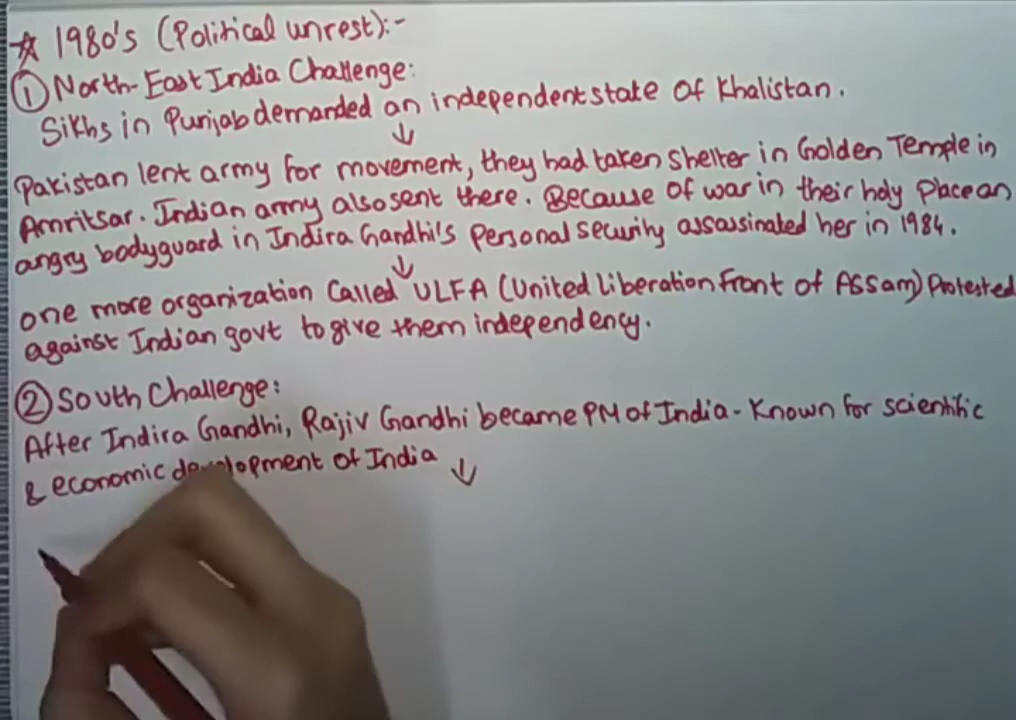 ☆ 1980's (Political unrest):-
① North-East India Challenge:
Sikhs in Punjab demanded an independent state of Khalistan.
↓
Pakistan lent army for movement, they had taken shelter in Golden Temple in
Amritsar. Indian army also sent there. Because of war in their holy place an
angry bodyguard in Indira Gandhi's personal security assassinated her in 1984.
↓
one more organization called ULFA (United Liberation Front of Assam) Protested
against Indian govt to give them independency.
② South Challenge:
After Indira Gandhi, Rajiv Gandhi became PM of India - Known for scientific
& economic development of India ↓